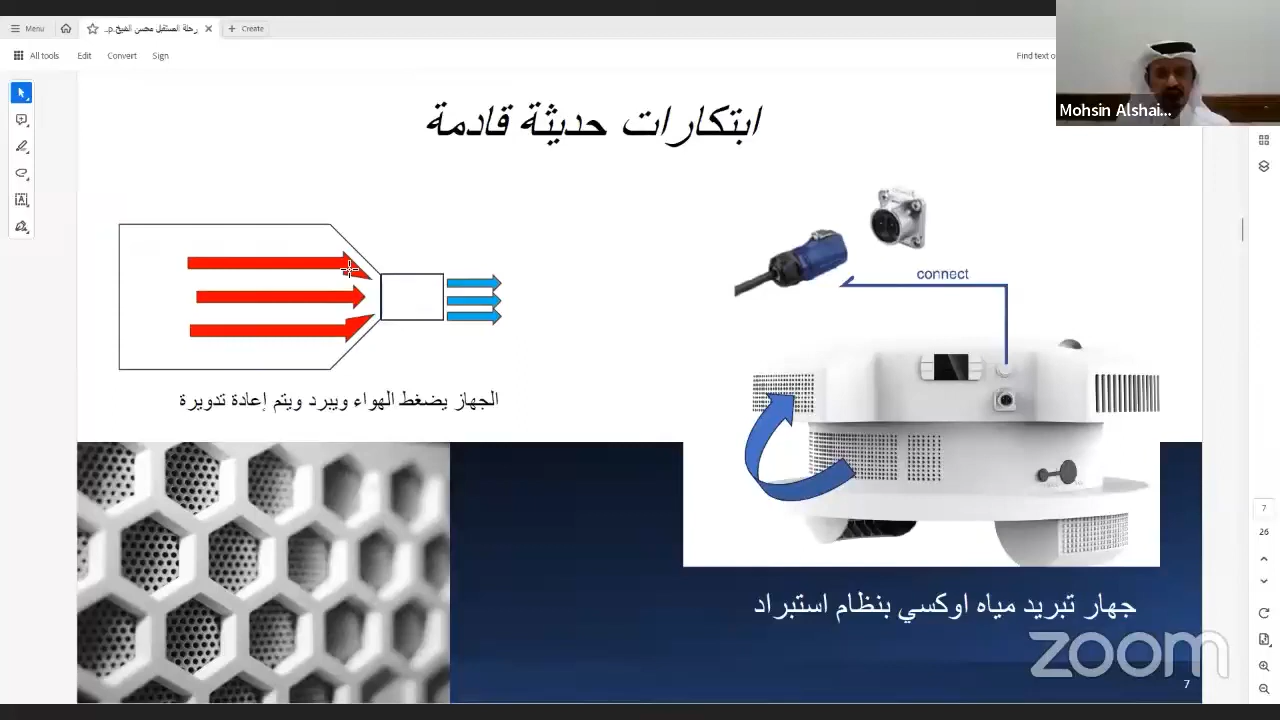 Menu
رحلة المستقبل محسن الشيخ.p...
Create
All tools
Edit
Convert
Sign
Find text o
Mohsin Alshai...
ابتكارات حديثة قادمة
connect
الجهاز يضغط الهواء ويبرد ويتم إعادة تدويرة
جهار تبريد مياه اوكسي بنظام استبراد
zoom
7
7
26